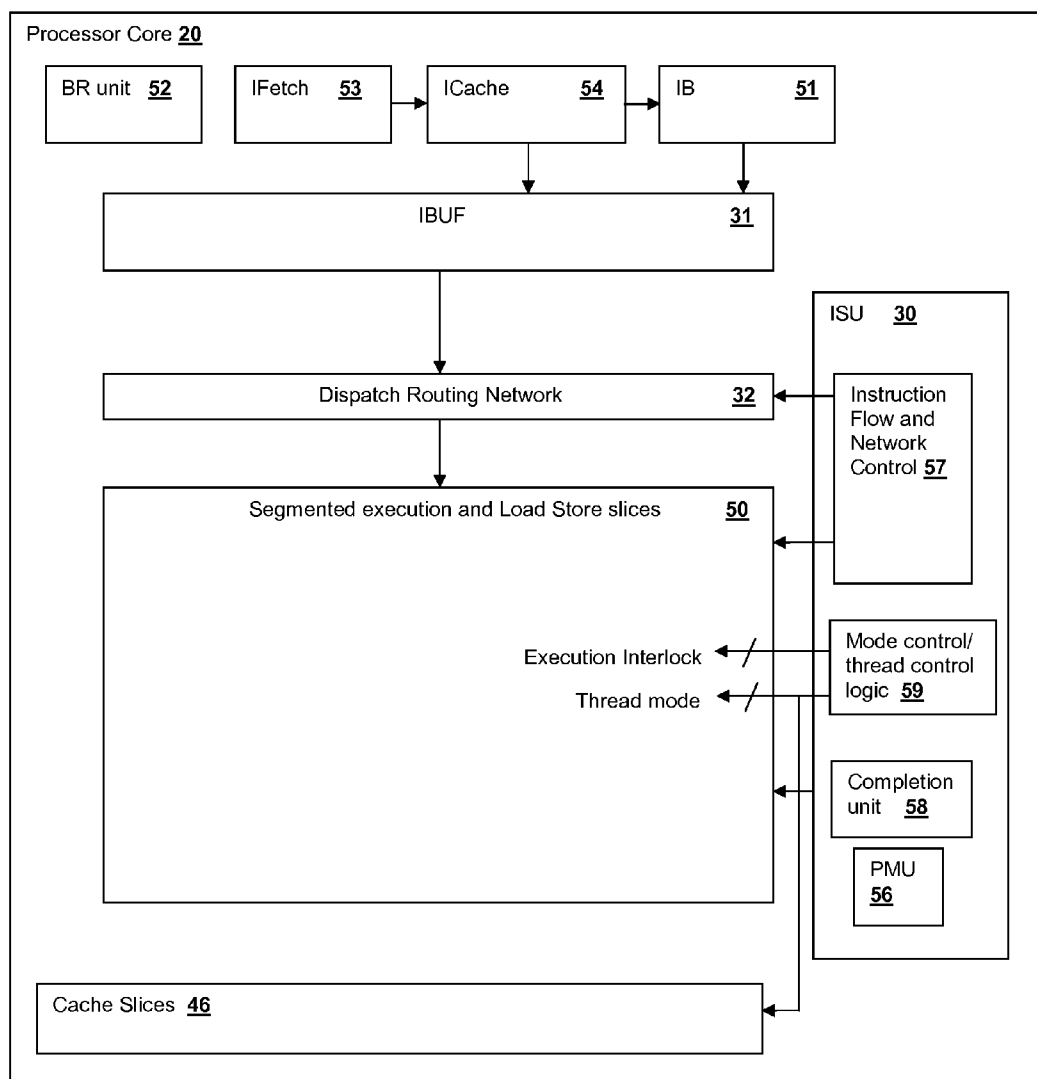 Processor Core 20
BR unit 52
IFetch 53
ICache 54
IB 51
IBUF 31
ISU 30
Dispatch Routing Network 32
Instruction
Flow and
Network
Control 57
Segmented execution and Load Store slices 50
Execution Interlock
Thread mode
Mode control/
thread control
logic 59
Completion
unit 58
PMU
56
Cache Slices 46